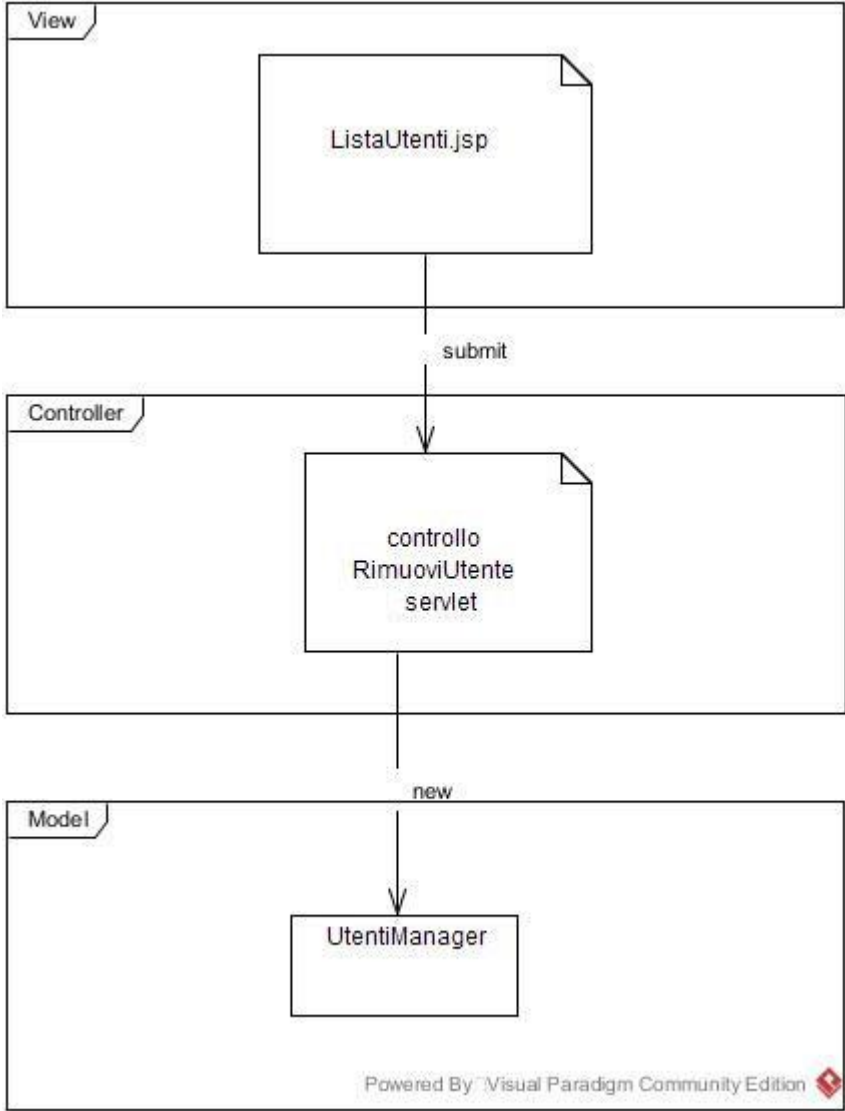 View
ListaUtenti.jsp
submit
Controller
controllo
RimuoviUtente
servlet
new
Model
UtentiManager
Powered By Visual Paradigm Community Edition